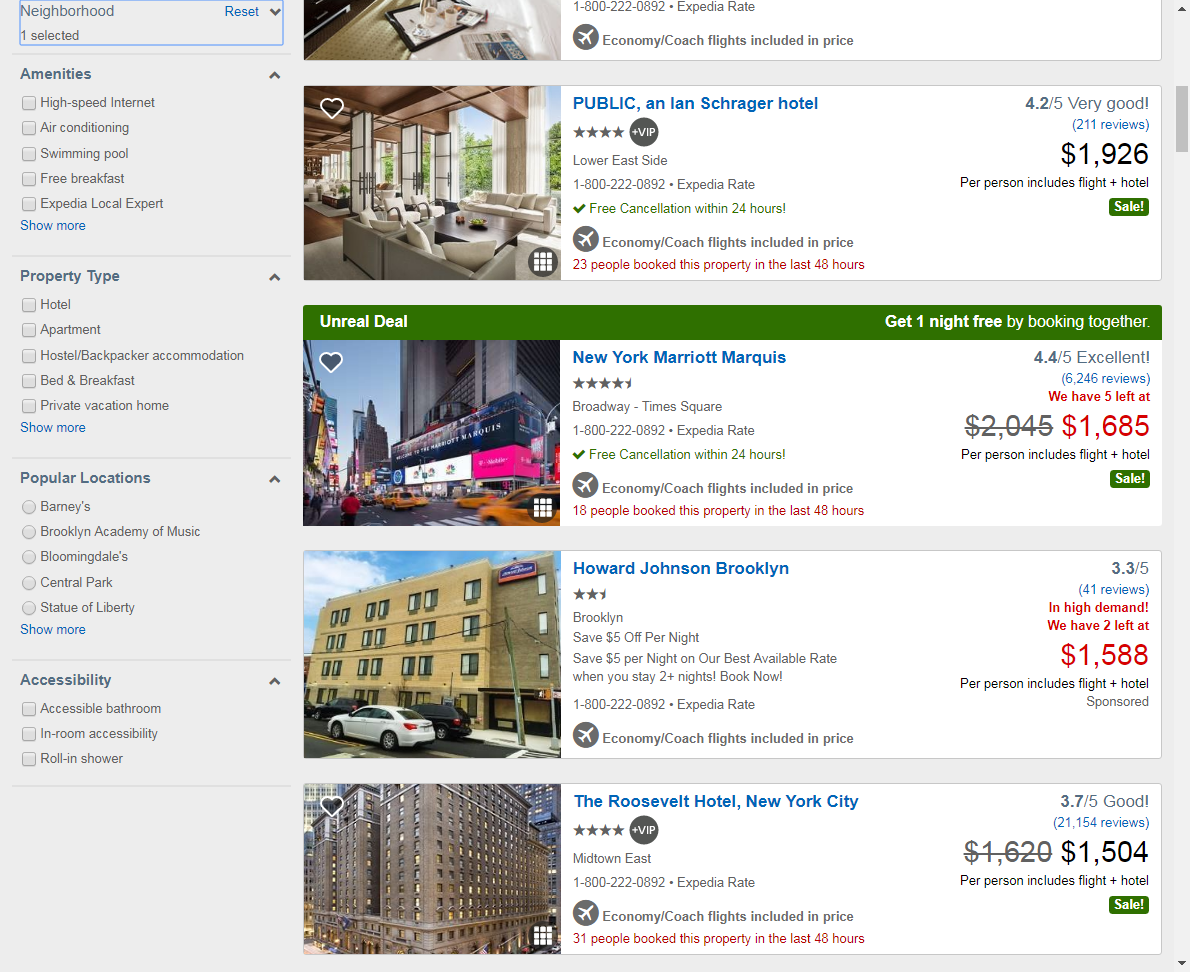 Neighborhood
Reset
1 selected
Amenities
High-speed Internet
Air conditioning
Swimming pool
Free breakfast
Expedia Local Expert
Show more
Property Type
Hotel
Apartment
Hostel/Backpacker accommodation
Bed & Breakfast
Private vacation home
Show more
Popular Locations
Barney's
Brooklyn Academy of Music
Bloomingdale's
Central Park
Statue of Liberty
Show more
Accessibility
Accessible bathroom
In-room accessibility
Roll-in shower
1-800-222-0892 • Expedia Rate
Economy/Coach flights included in price
PUBLIC, an Ian Schrager hotel
+VIP
Lower East Side
1-800-222-0892 • Expedia Rate
Free Cancellation within 24 hours!
Economy/Coach flights included in price
23 people booked this property in the last 48 hours
4.2/5 Very good!
(211 reviews)
$1,926
Per person includes flight + hotel
Sale!
Unreal Deal
Get 1 night free by booking together.
WELCOME TO THE MARRIOTT MARQUIS
T-Mobile
New York Marriott Marquis
Broadway - Times Square
1-800-222-0892 • Expedia Rate
Free Cancellation within 24 hours!
Economy/Coach flights included in price
18 people booked this property in the last 48 hours
4.4/5 Excellent!
(6,246 reviews)
We have 5 left at
$2,045 $1,685
Per person includes flight + hotel
Sale!
Howard Johnson Brooklyn
Brooklyn
Save $5 Off Per Night
Save $5 per Night on Our Best Available Rate
when you stay 2+ nights! Book Now!
1-800-222-0892 • Expedia Rate
Economy/Coach flights included in price
3.3/5
(41 reviews)
In high demand!
We have 2 left at
$1,588
Per person includes flight + hotel
Sponsored
The Roosevelt Hotel, New York City
+VIP
Midtown East
1-800-222-0892 • Expedia Rate
Economy/Coach flights included in price
31 people booked this property in the last 48 hours
3.7/5 Good!
(21,154 reviews)
$1,620 $1,504
Per person includes flight + hotel
Sale!